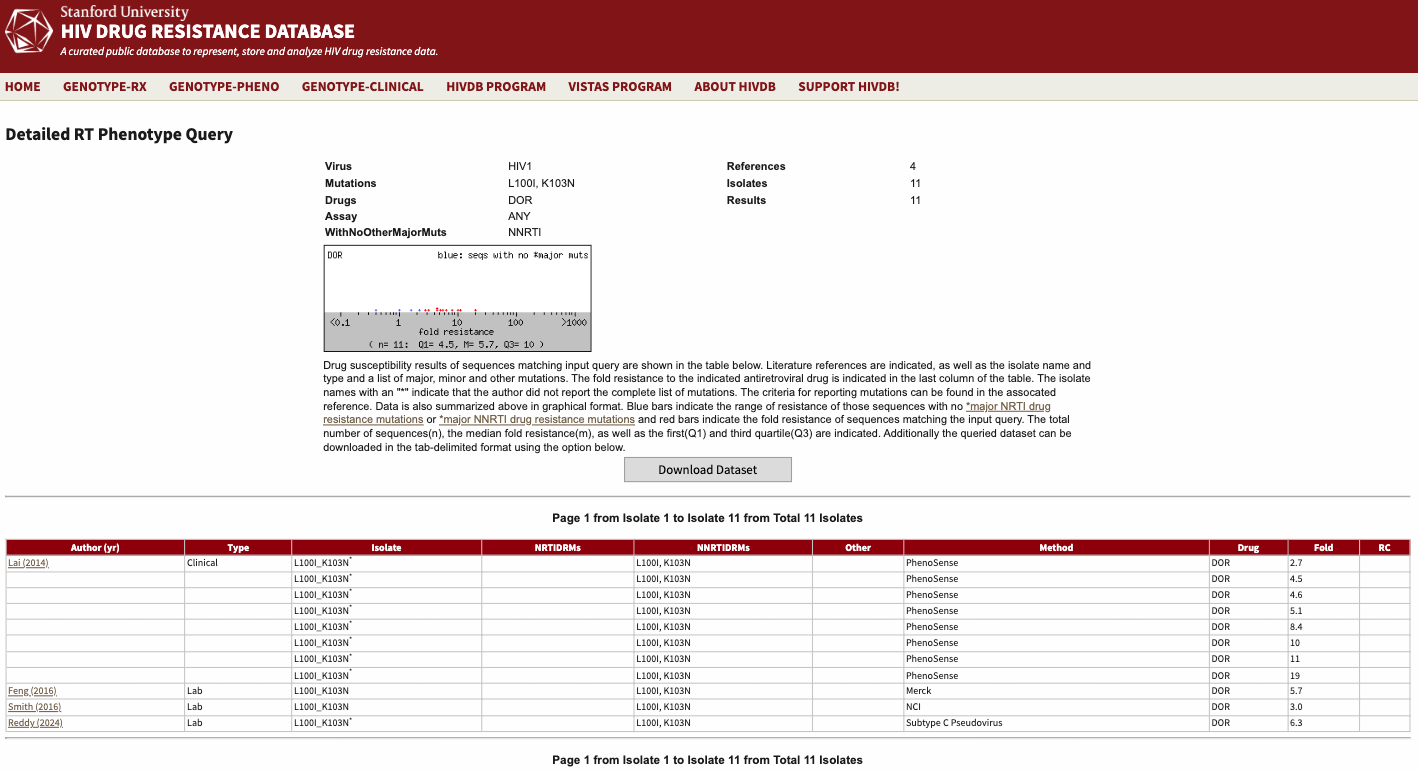 Stanford University
HIV DRUG RESISTANCE DATABASE
A curated public database to represent, store and analyze HIV drug resistance data.
HOME GENOTYPE-RX GENOTYPE-PHENO GENOTYPE-CLINICAL HIVDB PROGRAM VISTAS PROGRAM ABOUT HIVDB SUPPORT HIVDB!
Detailed RT Phenotype Query
Virus HIV1 References 4
Mutations L100I, K103N Isolates 11
Drugs DOR Results 11
Assay ANY
WithNoOtherMajorMuts NNRTI
DOR blue: seqs with no *major muts
<0.1 1 10 100 >1000
fold resistance
( n= 11: Q1= 4.5, M= 5.7, Q3= 10 )
Drug susceptibility results of sequences matching input query are shown in the table below. Literature references are indicated, as well as the isolate name and
type and a list of major, minor and other mutations. The fold resistance to the indicated antiretroviral drug is indicated in the last column of the table. The isolate
names with an "*" indicate that the author did not report the complete list of mutations. The criteria for reporting mutations can be found in the assocated
reference. Data is also summarized above in graphical format. Blue bars indicate the range of resistance of those sequences with no *major NRTI drug
resistance mutations or *major NNRTI drug resistance mutations and red bars indicate the fold resistance of sequences matching the input query. The total
number of sequences(n), the median fold resistance(m), as well as the first(Q1) and third quartile(Q3) are indicated. Additionally the queried dataset can be
downloaded in the tab-delimited format using the option below.
Download Dataset
Page 1 from Isolate 1 to Isolate 11 from Total 11 Isolates
Author (yr) Type Isolate NRTIDRMs NNRTIDRMs Other Method Drug Fold RC
Lai (2014) Clinical L100I_K103N* L100I, K103N PhenoSense DOR 2.7
L100I_K103N* L100I, K103N PhenoSense DOR 4.5
L100I_K103N* L100I, K103N PhenoSense DOR 4.6
L100I_K103N* L100I, K103N PhenoSense DOR 5.1
L100I_K103N* L100I, K103N PhenoSense DOR 8.4
L100I_K103N* L100I, K103N PhenoSense DOR 10
L100I_K103N* L100I, K103N PhenoSense DOR 11
L100I_K103N* L100I, K103N PhenoSense DOR 19
Feng (2016) Lab L100I_K103N L100I, K103N Merck DOR 5.7
Smith (2016) Lab L100I_K103N L100I, K103N NCI DOR 3.0
Reddy (2024) Lab L100I_K103N* L100I, K103N Subtype C Pseudovirus DOR 6.3
Page 1 from Isolate 1 to Isolate 11 from Total 11 Isolates